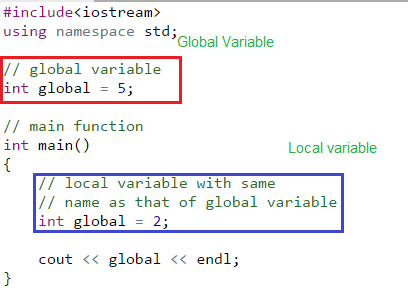 #include<iostream>
using namespace std;
Global Variable
// global variable
int global = 5;
// main function
int main()
Local variable
{
// local variable with same
// name as that of global variable
int global = 2;
cout << global << endl;
}